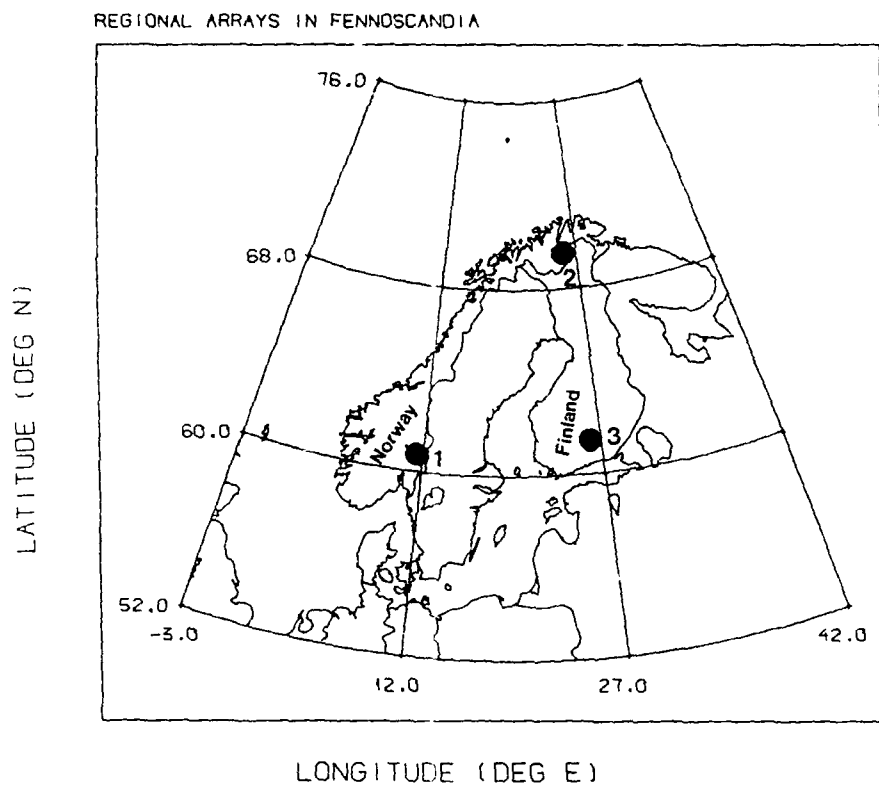 REGIONAL ARRAYS IN FENNOSCANDIA
76.0
68.0
2
60.0
Norway
1
Finland
3
52.0
-3.0
12.0
27.0
42.0
LATITUDE (DEG N)
LONGITUDE (DEG E)